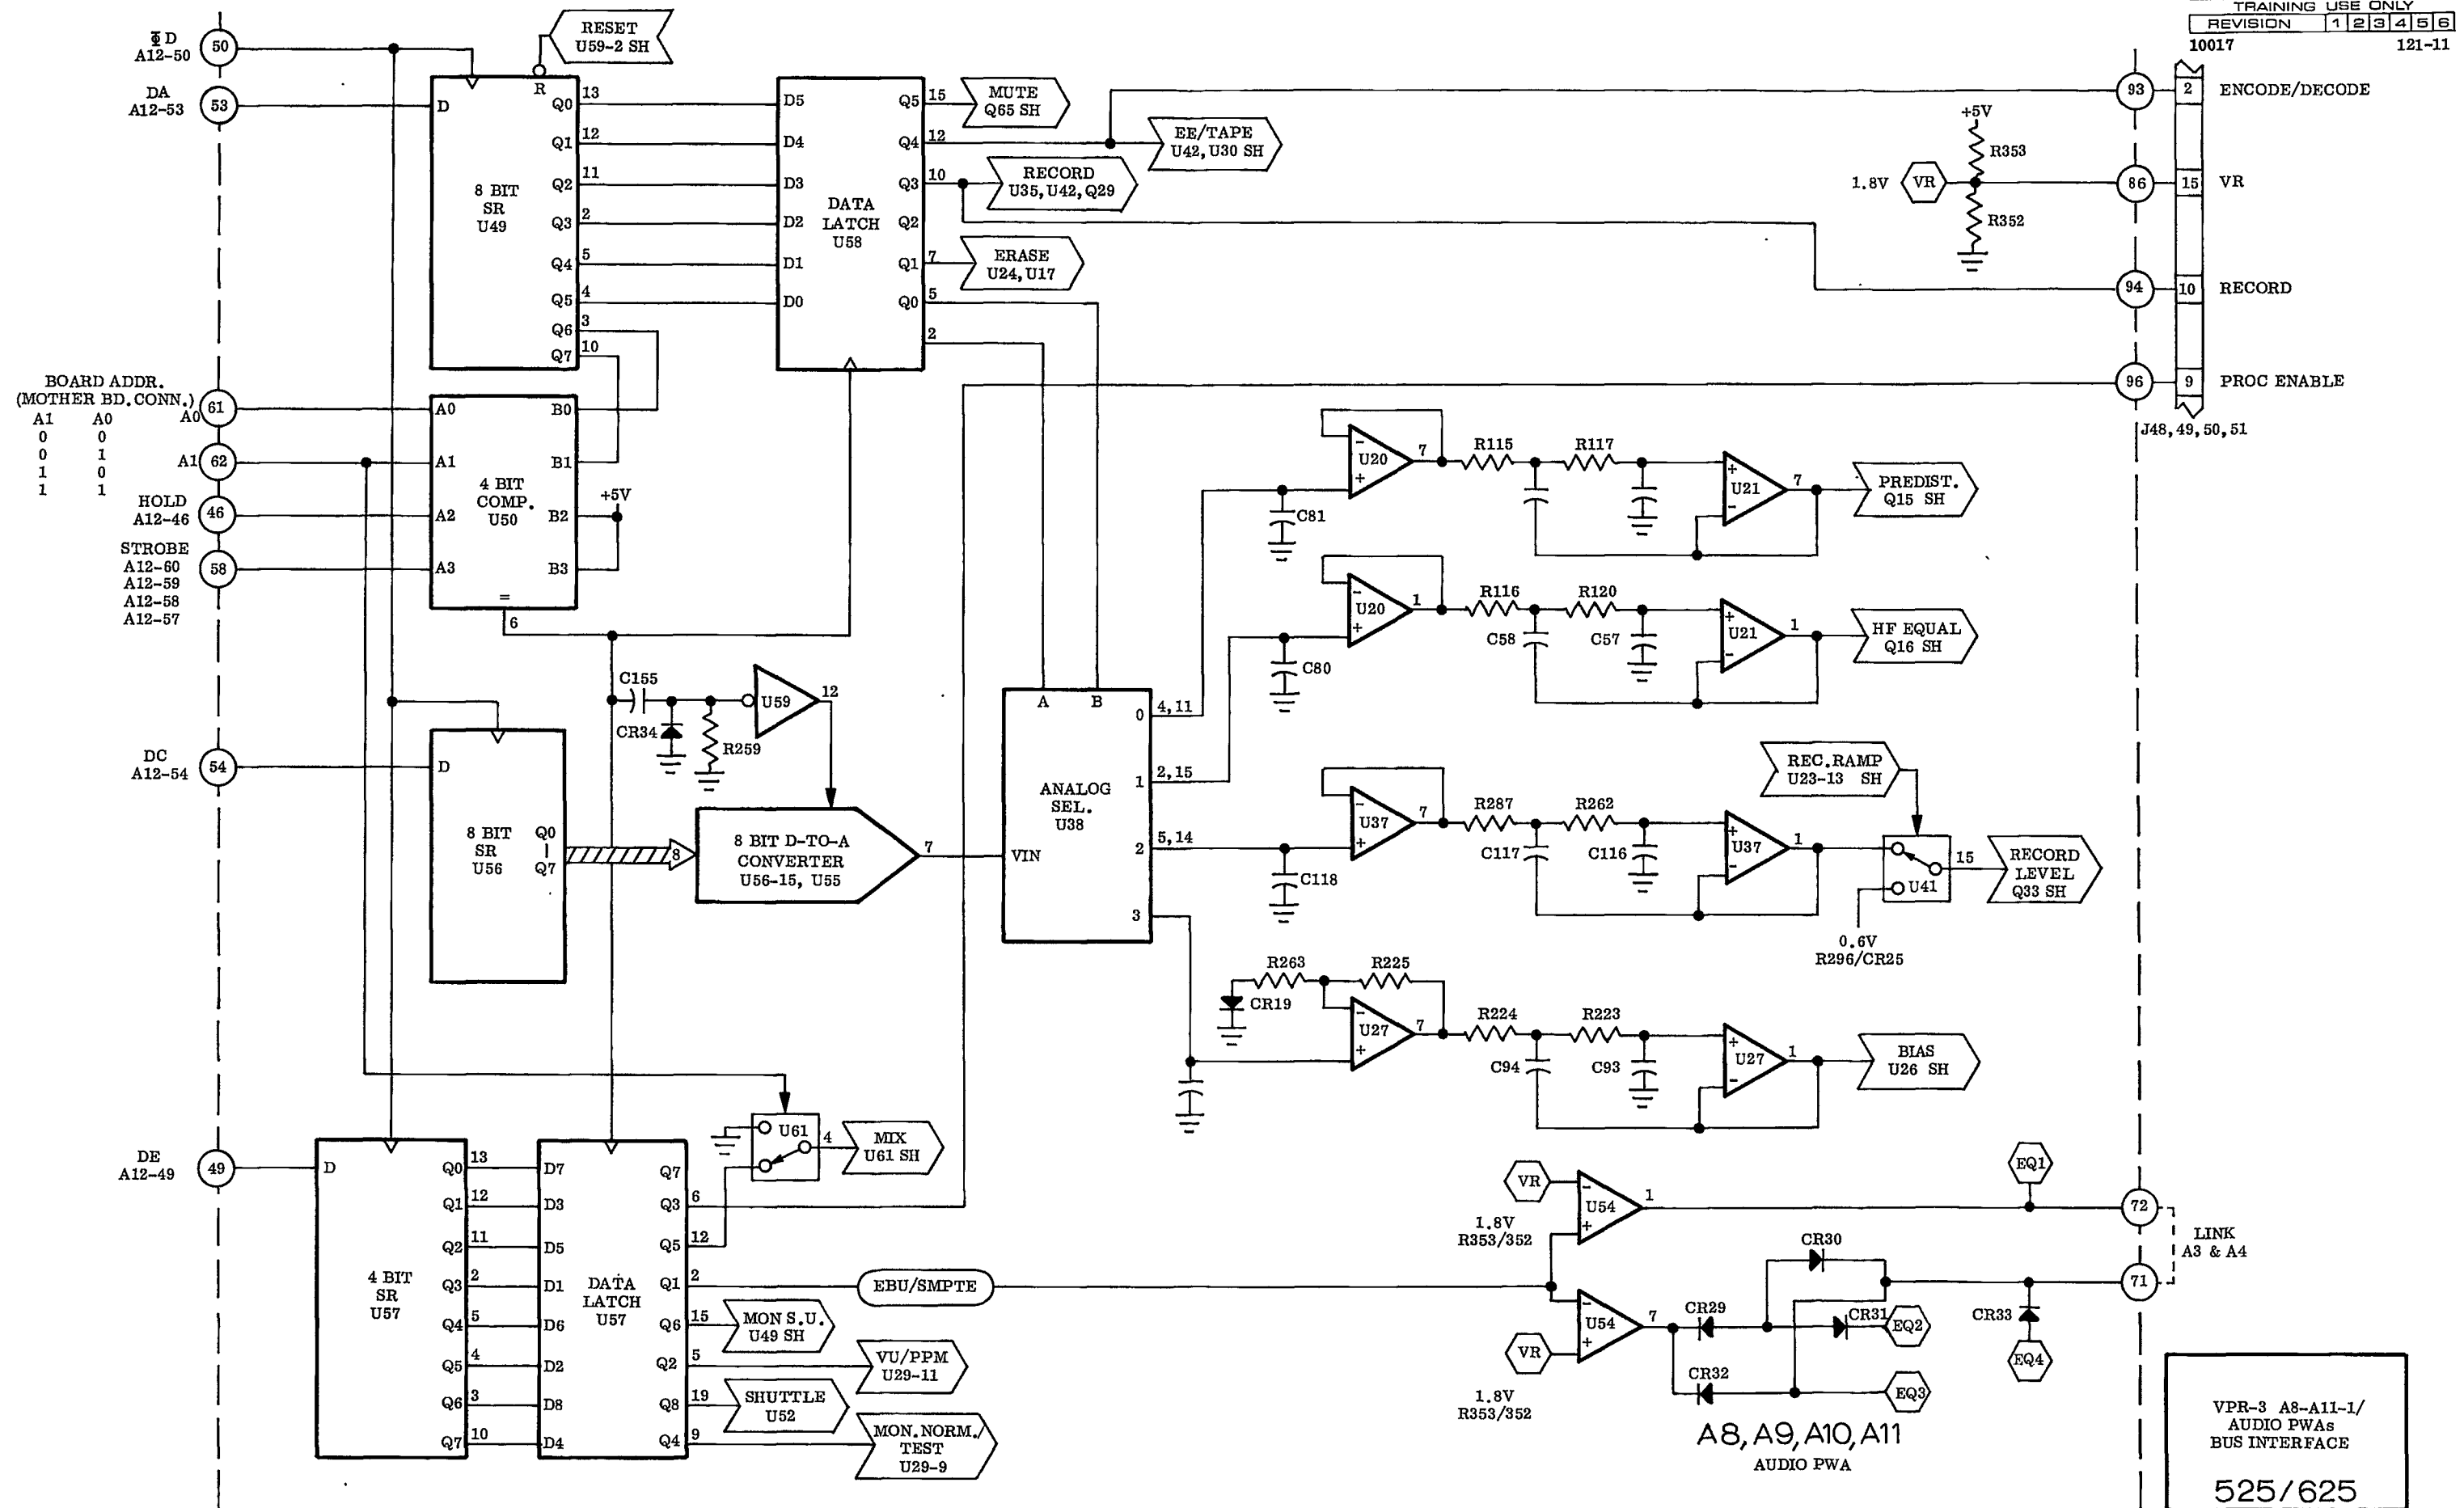 TRAINING USE ONLY
REVISION 1 2 3 4 5 6
10017 121-11
ΦD
A12-50
50
DA
A12-53
53
RESET
U59-2 SH
R
D
8 BIT
SR
U49
Q0 13
Q1 12
Q2 11
Q3 2
Q4 5
Q5 4
Q6 3
Q7 10
D5
D4
D3
D2
D1
D0
DATA
LATCH
U58
Q5 15
Q4 12
Q3 10
Q2
Q1 7
Q0 5
2
MUTE
Q65 SH
EE/TAPE
U42, U30 SH
RECORD
U35, U42, Q29
ERASE
U24, U17
93 2 ENCODE/DECODE
+5V
R353
1.8V VR
86 15 VR
R352
94 10 RECORD
96 9 PROC ENABLE
J48, 49, 50, 51
BOARD ADDR.
(MOTHER BD. CONN.)
A1 A0
0 0
0 1
1 0
1 1
A0 61
A1 62
HOLD
A12-46
46
STROBE
A12-60
A12-59
A12-58
A12-57
58
A0
A1
A2
A3
4 BIT
COMP.
U50
B0
B1
B2
B3
+5V
=
6
C155
CR34
R259
U59
12
DC
A12-54
54
D
8 BIT
SR
U56
Q0
Q7
8
8 BIT D-TO-A
CONVERTER
U56-15, U55
7
VIN
A B
ANALOG
SEL.
U38
0 4,11
1 2,15
2 5,14
3
C81
U20
-
+
7
R115
R117
U21
+
-
7
PREDIST.
Q15 SH
C80
U20
-
+
1
R116
R120
C58
C57
U21
+
-
1
HF EQUAL
Q16 SH
C118
U37
-
+
7
R287
R262
C117
C116
U37
+
-
1
REC. RAMP
U23-13 SH
U41
15
RECORD
LEVEL
Q33 SH
0.6V
R296/CR25
R263
R225
CR19
U27
-
+
7
R224
R223
C94
C93
U27
+
-
1
BIAS
U26 SH
DE
A12-49
49
D
4 BIT
SR
U57
Q0 13
Q1 12
Q2 11
Q3 2
Q4 5
Q5 4
Q6 3
Q7 10
D7
D3
D5
D1
D6
D2
D8
D4
DATA
LATCH
U57
Q7
Q3 6
Q5 12
Q1 2
Q6 15
Q2 5
Q8 19
Q4 9
U61
4
MIX
U61 SH
EBU/SMPTE
MON S.U.
U49 SH
VU/PPM
U29-11
SHUTTLE
U52
MON. NORM./
TEST
U29-9
VR
1.8V
R353/352
U54
-
+
1
EQ1
72
LINK
A3 & A4
71
U54
-
+
7
VR
1.8V
R353/352
CR29
CR30
CR31
CR32
CR33
EQ2
EQ3
EQ4
A8, A9, A10, A11
AUDIO PWA
VPR-3 A8-A11-1/
AUDIO PWAs
BUS INTERFACE
525/625